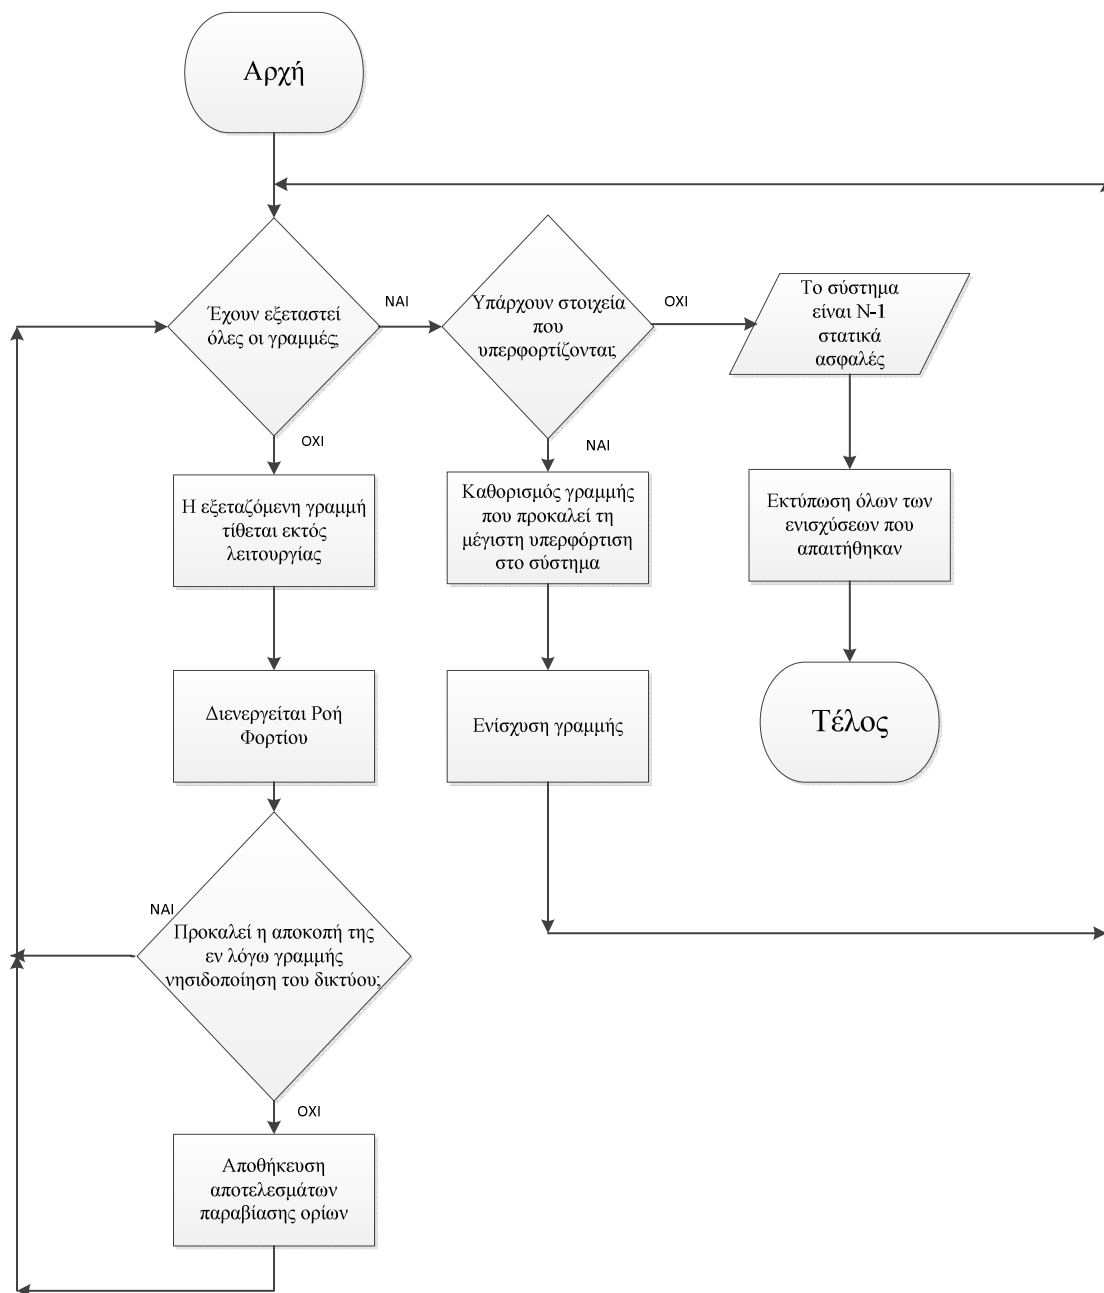 Αρχή
Έχουν εξεταστεί
όλες οι γραμμές;
ΝΑΙ
Υπάρχουν στοιχεία
που
υπερφορτίζονται;
ΟΧΙ
Το σύστημα
είναι Ν-1
στατικά
ασφαλές
ΟΧΙ
ΝΑΙ
Η εξεταζόμενη γραμμή
τίθεται εκτός
λειτουργίας
Καθορισμός γραμμής
που προκαλεί τη
μέγιστη υπερφόρτιση
στο σύστημα
Εκτύπωση όλων των
ενισχύσεων που
απαιτήθηκαν
Διενεργείται Ροή
Φορτίου
Ενίσχυση γραμμής
Τέλος
ΝΑΙ
Προκαλεί η αποκοπή της
εν λόγω γραμμής
νησιδοποίηση του δικτύου;
ΟΧΙ
Αποθήκευση
αποτελεσμάτων
παραβίασης ορίων